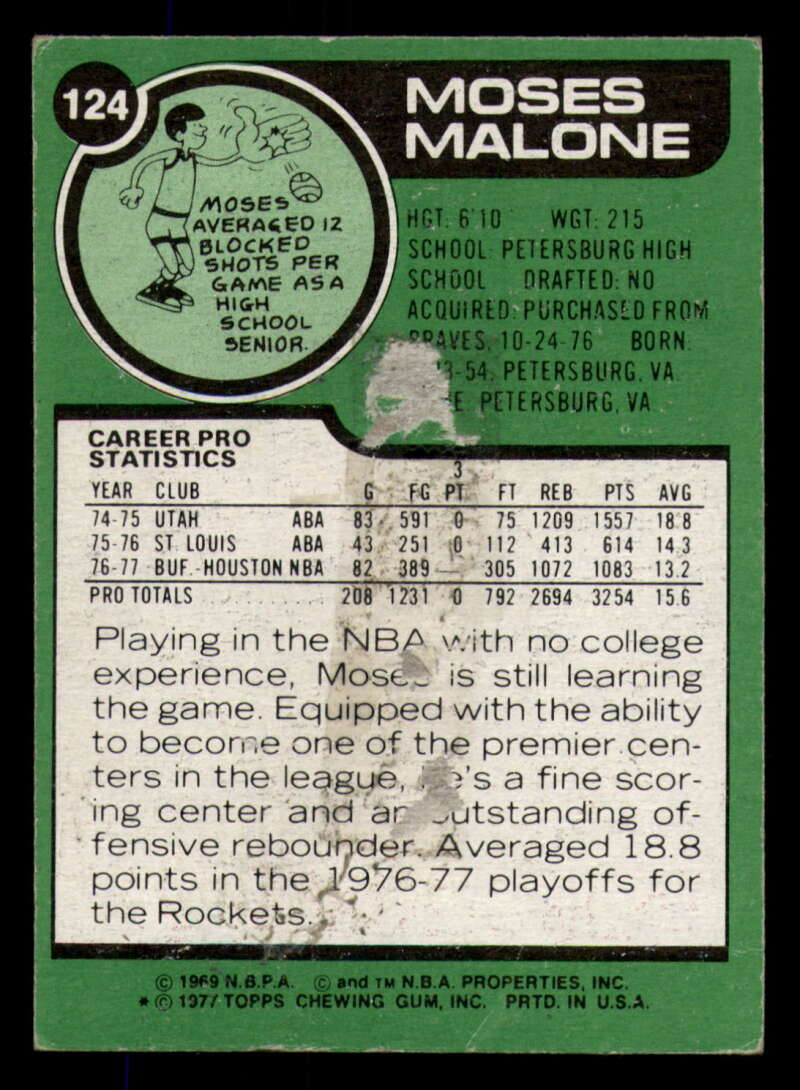 124
MOSES
MALONE
MOSES
AVERAGED 12
BLOCKED
SHOTS PER
GAME AS A
HIGH
SCHOOL
SENIOR.
HGT: 6'10 WGT: 215
SCHOOL: PETERSBURG HIGH
SCHOOL DRAFTED: NO
ACQUIRED: PURCHASED FROM
BRAVES, 10-24-76 BORN:
3-54, PETERSBURG, VA
PETERSBURG, VA
CAREER PRO
STATISTICS
3
YEAR CLUB G FG PT FT REB PTS AVG
74-75 UTAH ABA 83 591 0 75 1209 1557 18.8
75-76 ST. LOUIS ABA 43 251 0 112 413 614 14.3
76-77 BUF.-HOUSTON NBA 82 389 — 305 1072 1083 13.2
PRO TOTALS ........ 208 1231 0 792 2694 3254 15.6
Playing in the NBA with no college
experience, Moses is still learning
the game. Equipped with the ability
to become one of the premier cen-
ters in the league, he's a fine scor-
ing center and an outstanding of-
fensive rebounder. Averaged 18.8
points in the 1976-77 playoffs for
the Rockets.
© 1969 N.B.P.A. © and TM N.B.A. PROPERTIES, INC.
* © 1977 TOPPS CHEWING GUM, INC. PRTD. IN U.S.A.